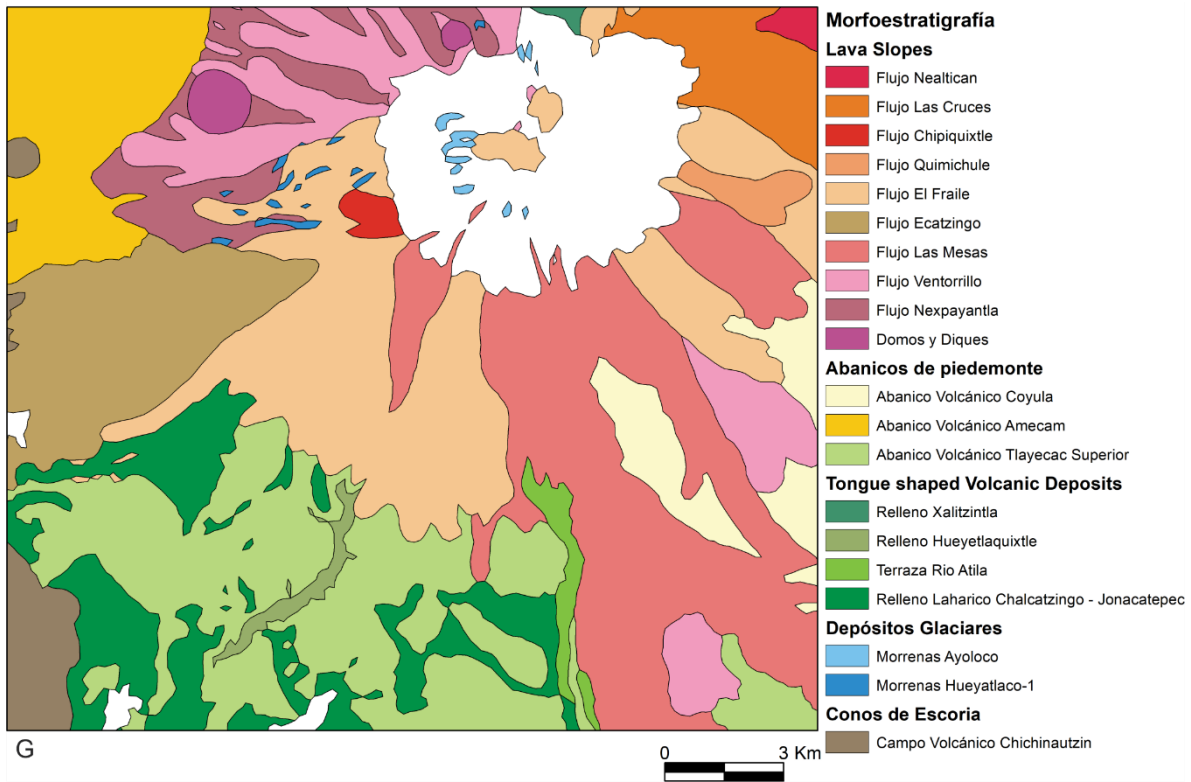 Morfoestratigrafía
Lava Slopes
Flujo Nealtican
Flujo Las Cruces
Flujo Chipiquixtle
Flujo Quimichule
Flujo El Fraile
Flujo Ecatzingo
Flujo Las Mesas
Flujo Ventorrillo
Flujo Nexpayantla
Domos y Diques
Abanicos de piedemonte
Abanico Volcánico Coyula
Abanico Volcánico Amecam
Abanico Volcánico Tlayecac Superior
Tongue shaped Volcanic Deposits
Relleno Xalitzintla
Relleno Hueyetlaquixtle
Terraza Rio Atila
Relleno Laharico Chalcatzingo - Jonacatepec
Depósitos Glaciares
Morrenas Ayoloco
Morrenas Hueyatlaco-1
Conos de Escoria
Campo Volcánico Chichinautzin
G
0 3 Km